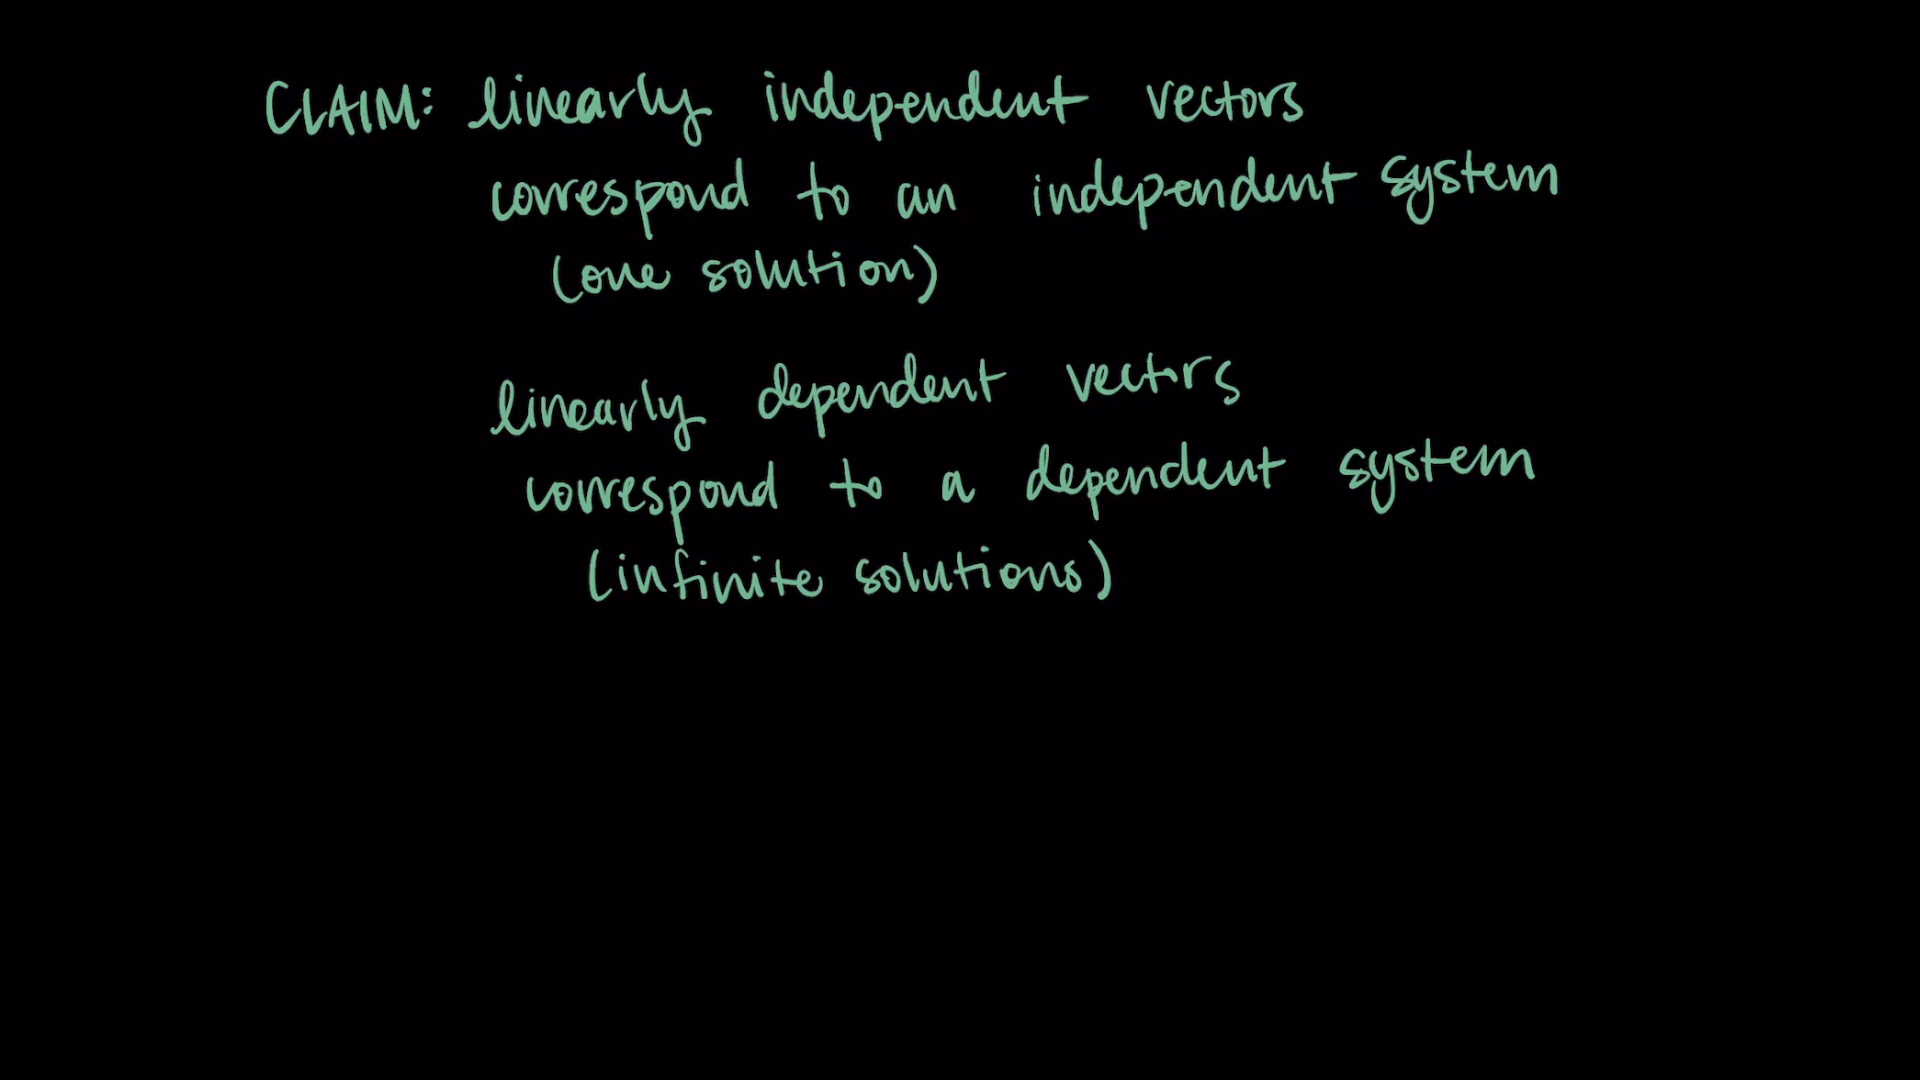 CLAIM: linearly independent vectors
correspond to an independent system
(one solution)
linearly dependent vectors
correspond to a dependent system
(infinite solutions)